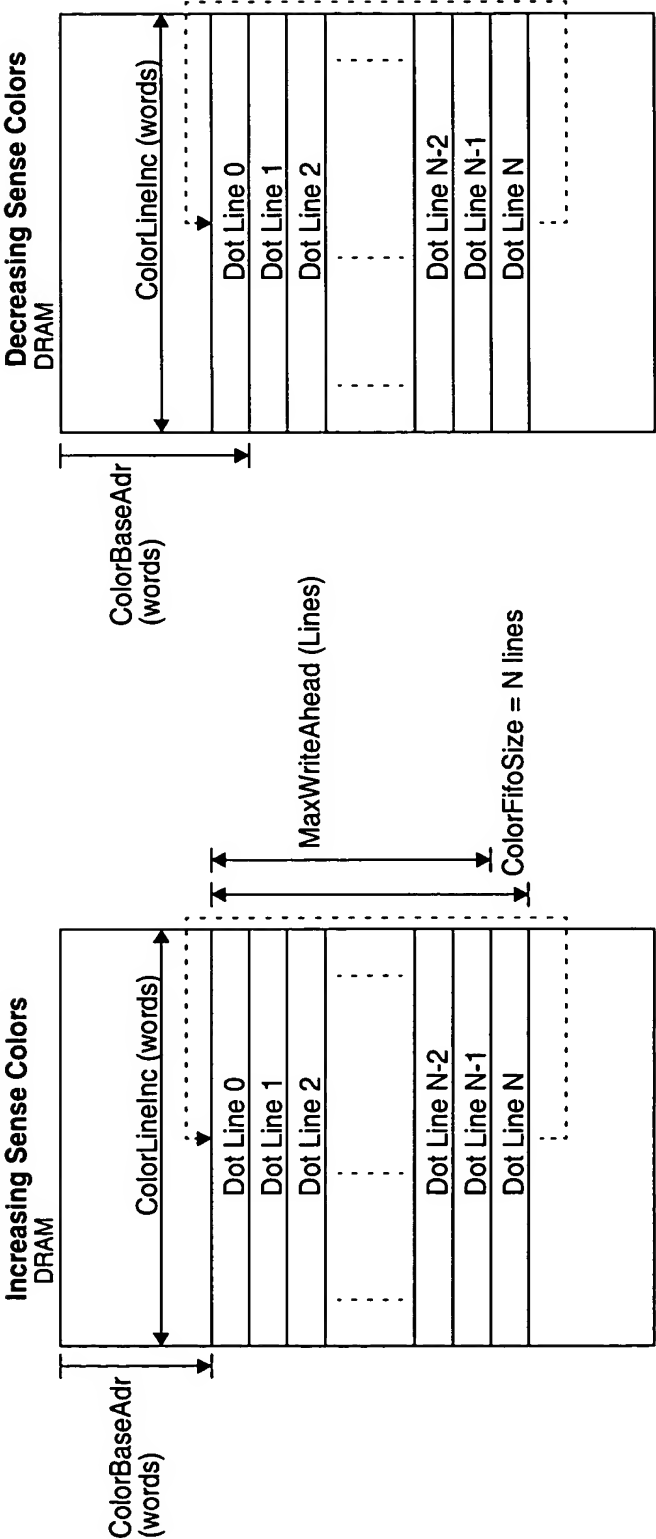 Increasing Sense Colors
DRAM
ColorBaseAdr
(words)
ColorLineInc (words)
Dot Line 0
Dot Line 1
Dot Line 2
Dot Line N-2
Dot Line N-1
Dot Line N
MaxWriteAhead (Lines)
ColorFifoSize = N lines
Decreasing Sense Colors
DRAM
ColorBaseAdr
(words)
ColorLineInc (words)
Dot Line 0
Dot Line 1
Dot Line 2
Dot Line N-2
Dot Line N-1
Dot Line N